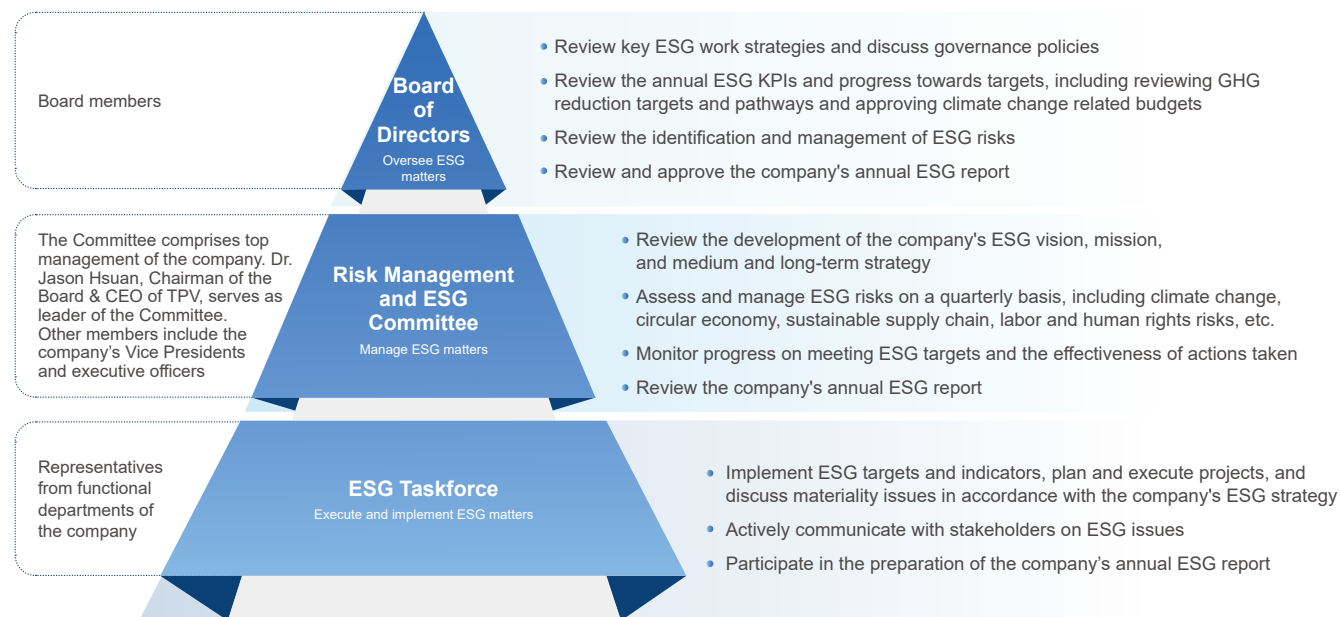 Board members
Board
of
Directors
Oversee ESG
matters
• Review key ESG work strategies and discuss governance policies
• Review the annual ESG KPIs and progress towards targets, including reviewing GHG
reduction targets and pathways and approving climate change related budgets
• Review the identification and management of ESG risks
• Review and approve the company's annual ESG report
The Committee comprises top
management of the company. Dr.
Jason Hsuan, Chairman of the
Board & CEO of TPV, serves as
leader of the Committee.
Other members include the
company’s Vice Presidents
and executive officers
Risk Management
and ESG
Committee
Manage ESG matters
• Review the development of the company's ESG vision, mission,
and medium and long-term strategy
• Assess and manage ESG risks on a quarterly basis, including climate change,
circular economy, sustainable supply chain, labor and human rights risks, etc.
• Monitor progress on meeting ESG targets and the effectiveness of actions taken
• Review the company's annual ESG report
Representatives
from functional
departments of
the company
ESG Taskforce
Execute and implement ESG matters
• Implement ESG targets and indicators, plan and execute projects, and
discuss materiality issues in accordance with the company's ESG strategy
• Actively communicate with stakeholders on ESG issues
• Participate in the preparation of the company’s annual ESG report